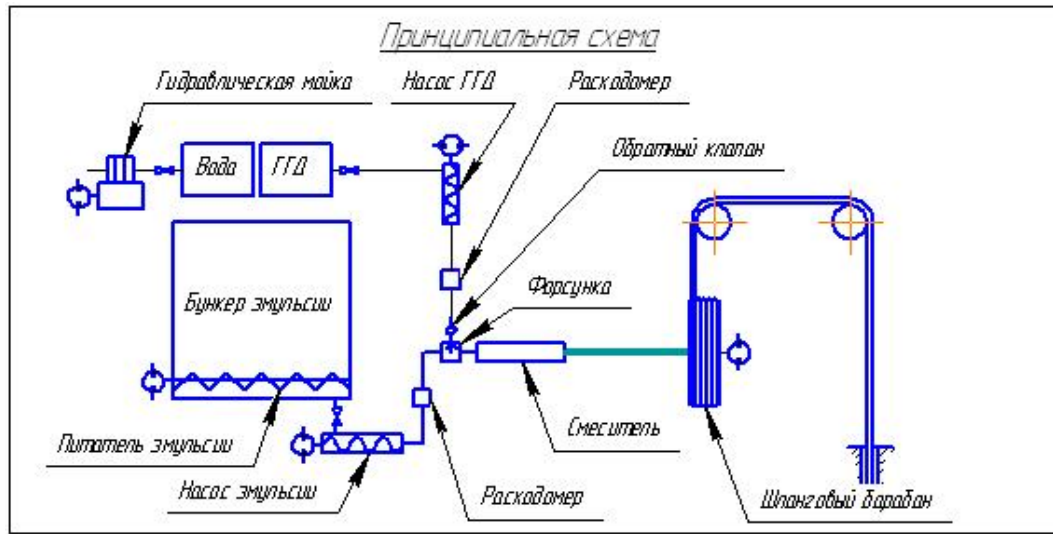 Принципиальная схема
Гидравлическая мойка
Насос ГГД
Расходомер
Обратный клапан
Вода
ГГД
Форсунка
Бункер эмульсии
Смеситель
Питатель эмульсии
Насос эмульсии
Расходомер
Шланговый барабан